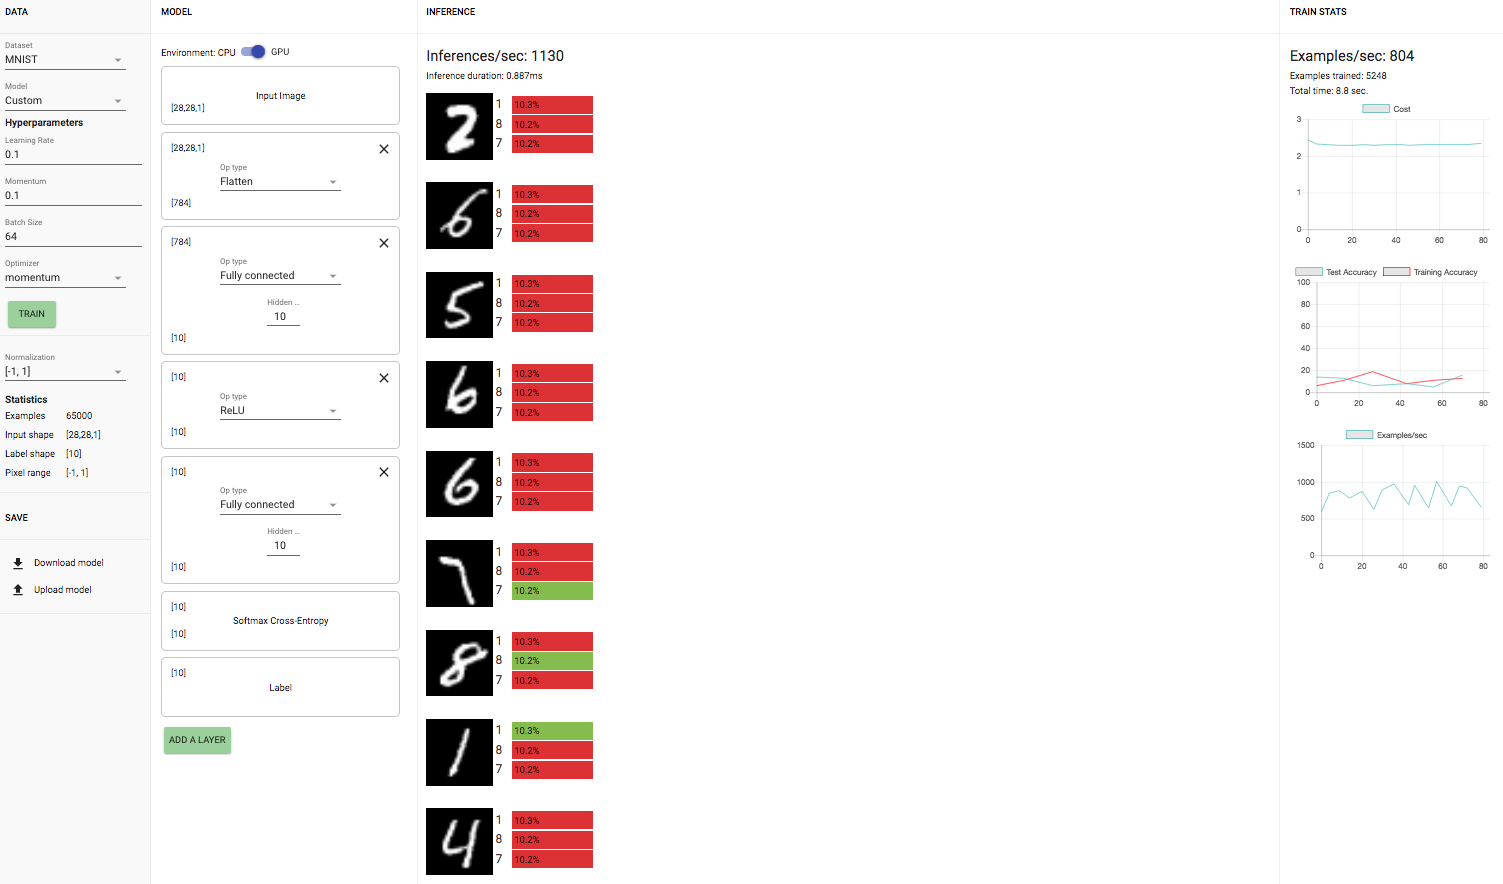 DATA
Dataset
MNIST
Model
Custom
Hyperparameters
Learning Rate
0.1
Momentum
0.1
Batch Size
64
Optimizer
momentum
TRAIN
Normalization
[-1, 1]
Statistics
Examples 65000
Input shape [28,28,1]
Label shape [10]
Pixel range [-1, 1]
SAVE
Download model
Upload model
MODEL
Environment: CPU GPU
Input Image
[28,28,1]
[28,28,1]
Op type
Flatten
[784]
[784]
Op type
Fully connected
Hidden ..
10
[10]
[10]
Op type
ReLU
[10]
[10]
Op type
Fully connected
Hidden ..
10
[10]
[10]
Softmax Cross-Entropy
[10]
[10]
Label
ADD A LAYER
INFERENCE
Inferences/sec: 1130
Inference duration: 0.887ms
2
1 10.3%
8 10.2%
7 10.2%
6
1 10.3%
8 10.2%
7 10.2%
5
1 10.3%
8 10.2%
7 10.2%
6
1 10.3%
8 10.2%
7 10.2%
6
1 10.3%
8 10.2%
7 10.2%
7
1 10.3%
8 10.2%
7 10.2%
8
1 10.3%
8 10.2%
7 10.2%
1
1 10.3%
8 10.2%
7 10.2%
4
1 10.3%
8 10.2%
7 10.2%
TRAIN STATS
Examples/sec: 804
Examples trained: 5248
Total time: 8.8 sec.
Cost
3
2
1
0
0 20 40 60 80
Test Accuracy Training Accuracy
100
80
60
40
20
0
0 20 40 60 80
Examples/sec
1500
1000
500
0
0 20 40 60 80